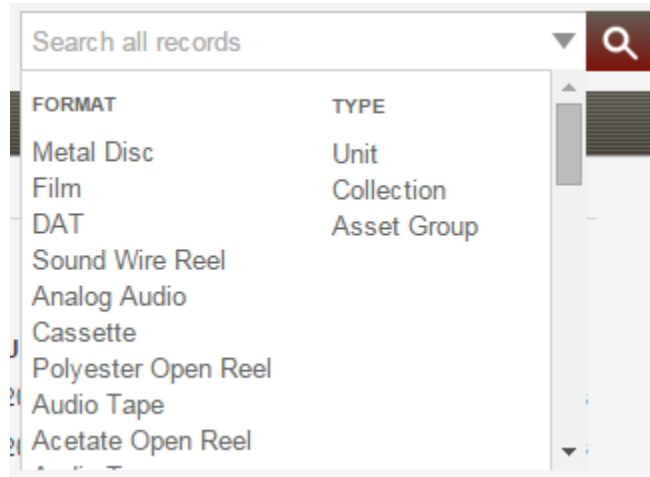 Search all records
FORMAT
Metal Disc
Film
DAT
Sound Wire Reel
Analog Audio
Cassette
Polyester Open Reel
Audio Tape
Acetate Open Reel
TYPE
Unit
Collection
Asset Group